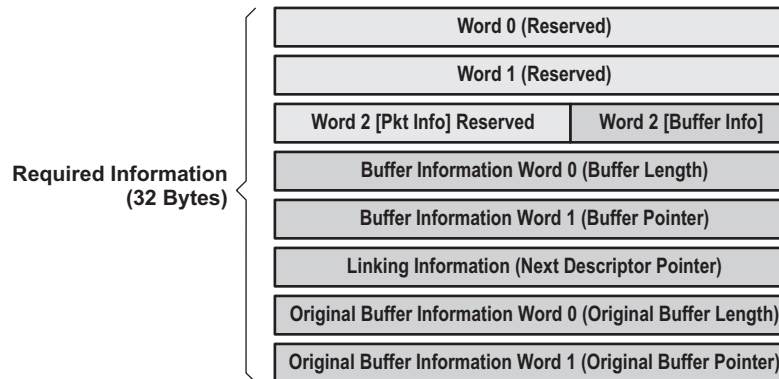 Word 0 (Reserved)
Word 1 (Reserved)
Word 2 [Pkt Info] Reserved Word 2 [Buffer Info]
Required Information
(32 Bytes)
Buffer Information Word 0 (Buffer Length)
Buffer Information Word 1 (Buffer Pointer)
Linking Information (Next Descriptor Pointer)
Original Buffer Information Word 0 (Original Buffer Length)
Original Buffer Information Word 1 (Original Buffer Pointer)